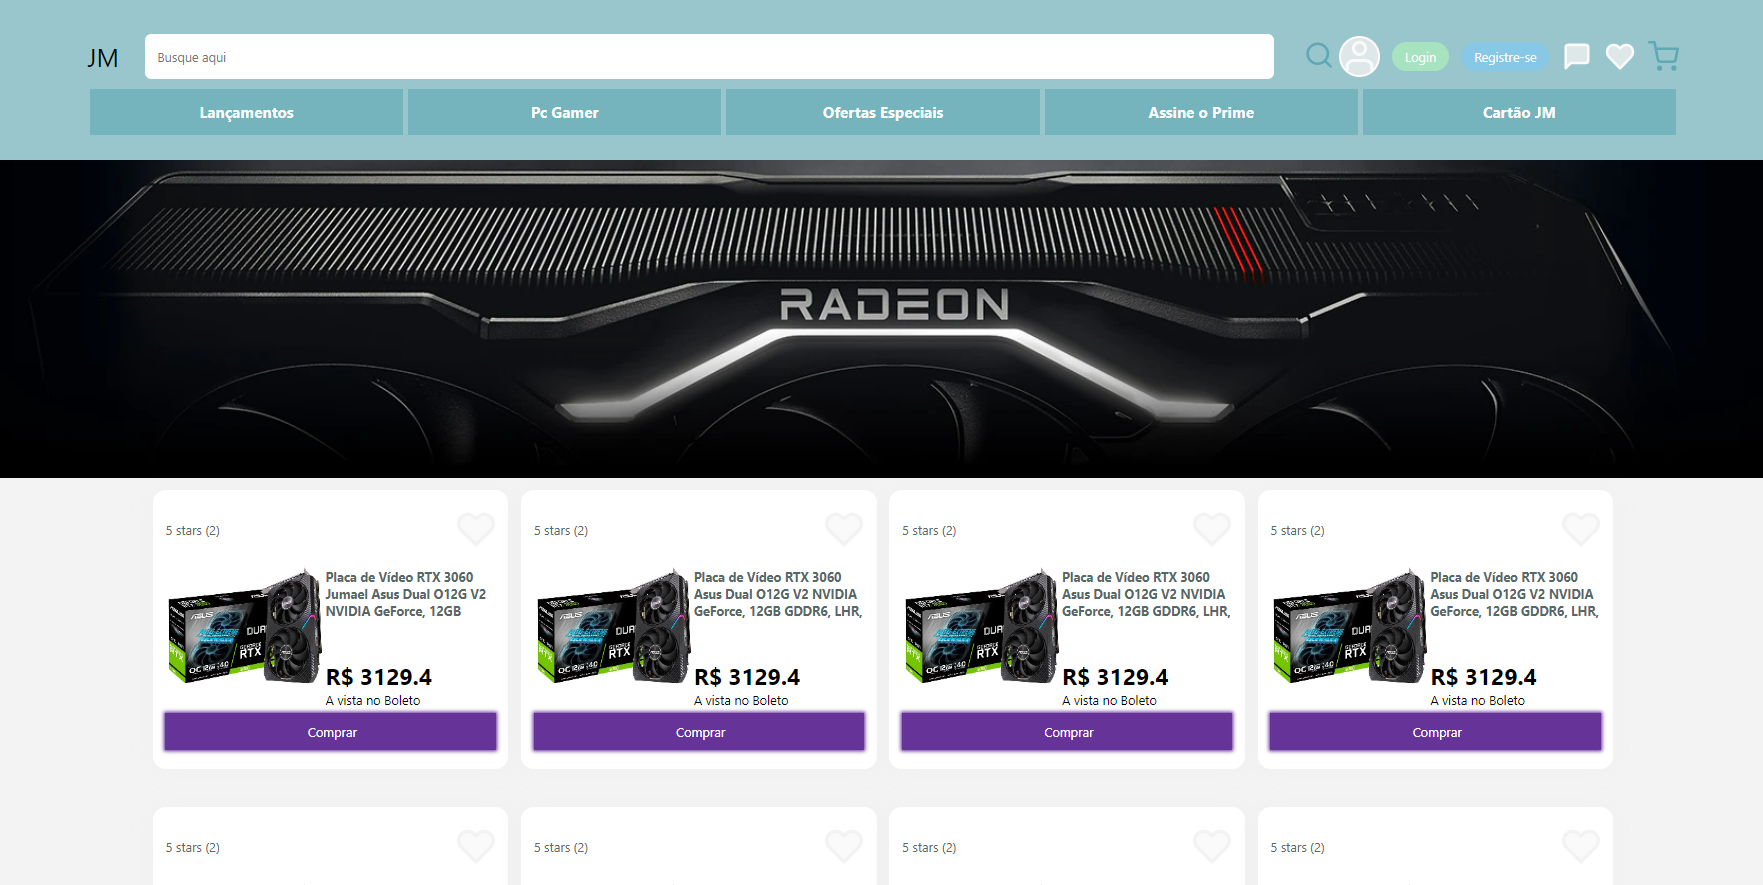 JM
Busque aqui
Login
Registre-se
Lançamentos
Pc Gamer
Ofertas Especiais
Assine o Prime
Cartão JM
RADEON
5 stars (2)
5 stars (2)
5 stars (2)
5 stars (2)
Placa de Vídeo RTX 3060
Jumael Asus Dual O12G V2
NVIDIA GeForce, 12GB
R$ 3129.4
A vista no Boleto
Comprar
Placa de Vídeo RTX 3060
Asus Dual O12G V2 NVIDIA
GeForce, 12GB GDDR6, LHR,
R$ 3129.4
A vista no Boleto
Comprar
Placa de Vídeo RTX 3060
Asus Dual O12G V2 NVIDIA
GeForce, 12GB GDDR6, LHR,
R$ 3129.4
A vista no Boleto
Comprar
Placa de Vídeo RTX 3060
Asus Dual O12G V2 NVIDIA
GeForce, 12GB GDDR6, LHR,
R$ 3129.4
A vista no Boleto
Comprar
5 stars (2)
5 stars (2)
5 stars (2)
5 stars (2)